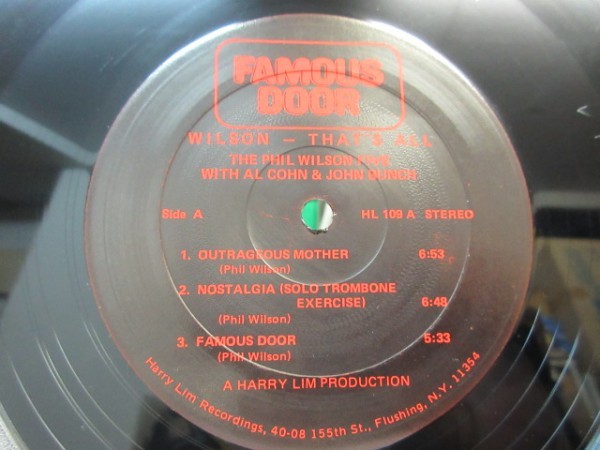 FAMOUS
DOOR
WILSON – THAT'S ALL
THE PHIL WILSON FIVE
WITH AL COHN & JOHN BUNCH
Side A HL 109 A STEREO
1. OUTRAGEOUS MOTHER 6:53
(Phil Wilson)
2. NOSTALGIA (SOLO TROMBONE
EXERCISE) 6:48
(Phil Wilson)
3. FAMOUS DOOR 5:33
(Phil Wilson)
A HARRY LIM PRODUCTION
Harry Lim Recordings, 40-08 155th St., Flushing, N.Y. 11354